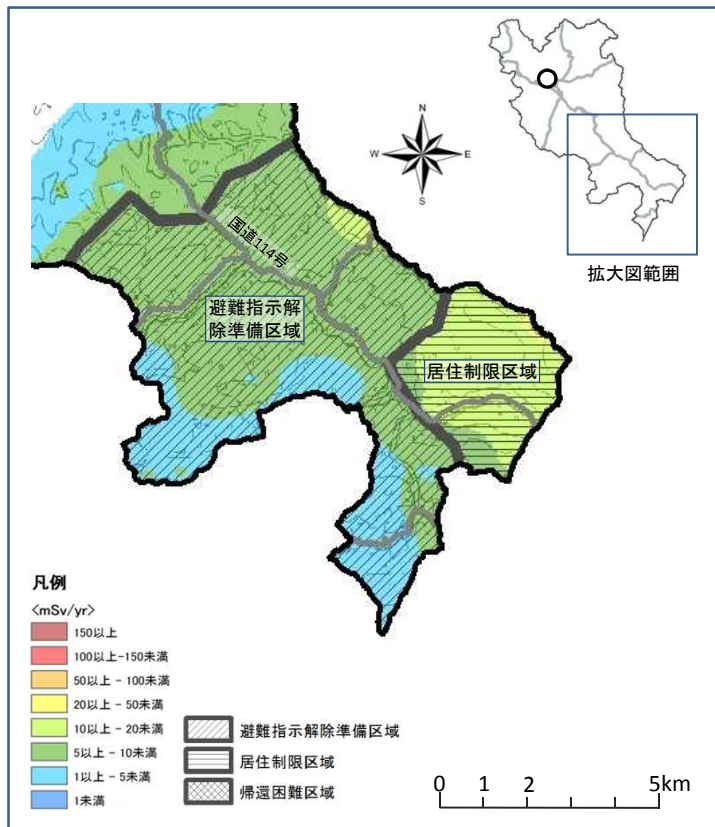 N
W
E
S
拡大図範囲
国道114号
避難指示解
除準備区域
居住制限区域
凡例
<mSv/yr>
150以上
100以上-150未満
50以上 - 100未満
20以上 - 50未満
10以上 - 20未満
5以上 - 10未満
1以上 - 5未満
1未満
避難指示解除準備区域
居住制限区域
帰還困難区域
0 1 2 5km